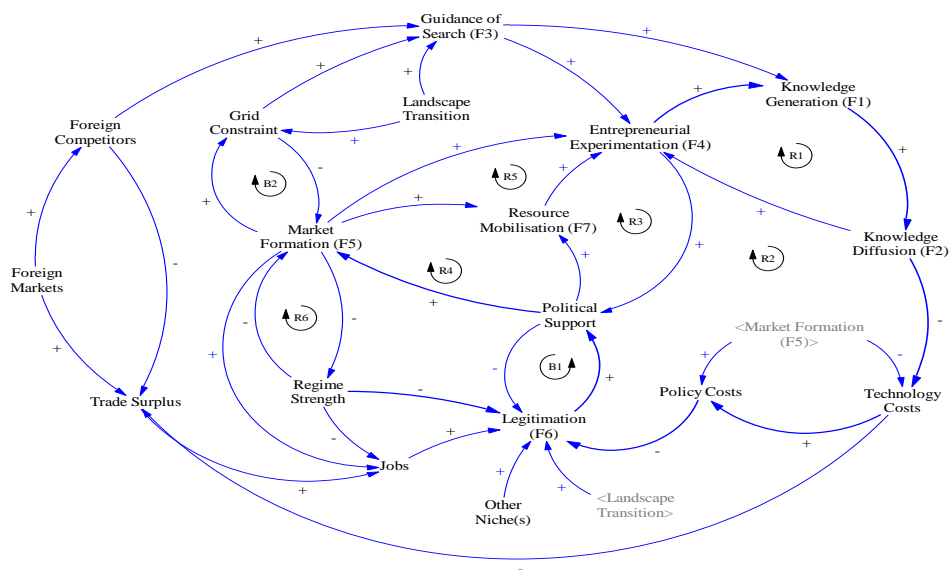 Guidance of
Search (F3)
+
+
+
+
+
+
Knowledge
Generation (F1)
Landscape
Transition
Grid
Constraint
Foreign
Competitors
Entrepreneurial
Experimentation (F4)
+
-
+
+
R1
+
B2
R5
+
+
+
Resource
Mobilisation (F7)
R3
+
+
Market
Formation (F5)
Knowledge
Diffusion (F2)
+
-
R4
+
+
R2
Foreign
Markets
+
Political
Support
R6
-
-
-
<Market Formation
(F5)>
-
+
+
B1
+
-
+
Trade Surplus
Regime
Strength
-
Policy Costs
Technology
Costs
Legitimation
(F6)
-
+
+
-
Jobs
+
+
+
Other
Niche(s)
<Landscape
Transition>